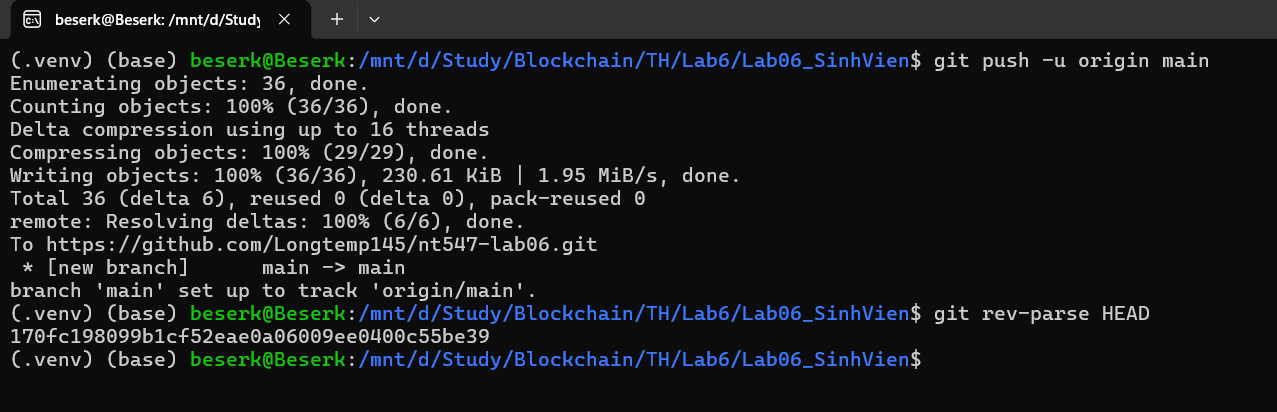 beserk@Beserk: /mnt/d/Study
(.venv) (base) beserk@Beserk:/mnt/d/Study/Blockchain/TH/Lab6/Lab06_SinhVien$ git push -u origin main
Enumerating objects: 36, done.
Counting objects: 100% (36/36), done.
Delta compression using up to 16 threads
Compressing objects: 100% (29/29), done.
Writing objects: 100% (36/36), 230.61 KiB | 1.95 MiB/s, done.
Total 36 (delta 6), reused 0 (delta 0), pack-reused 0
remote: Resolving deltas: 100% (6/6), done.
To https://github.com/Longtemp145/nt547-lab06.git
 * [new branch]      main -> main
branch 'main' set up to track 'origin/main'.
(.venv) (base) beserk@Beserk:/mnt/d/Study/Blockchain/TH/Lab6/Lab06_SinhVien$ git rev-parse HEAD
170fc198099b1cf52eae0a06009ee0400c55be39
(.venv) (base) beserk@Beserk:/mnt/d/Study/Blockchain/TH/Lab6/Lab06_SinhVien$